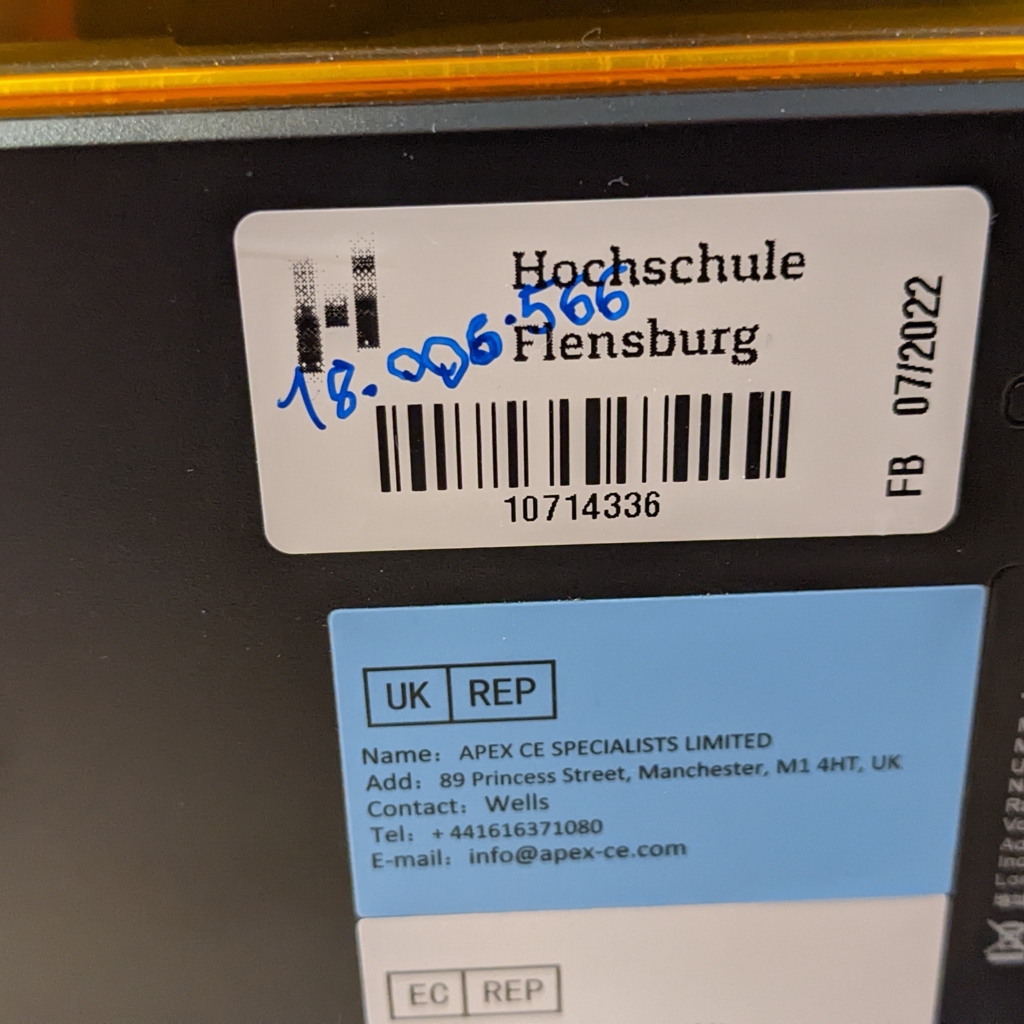 Hochschule
Flensburg
18.006.566
10714336
FB 07/2022
UK REP
Name: APEX CE SPECIALISTS LIMITED
Add: 89 Princess Street, Manchester, M1 4HT, UK
Contact: Wells
Tel: + 441616371080
E-mail: info@apex-ce.com
EC REP